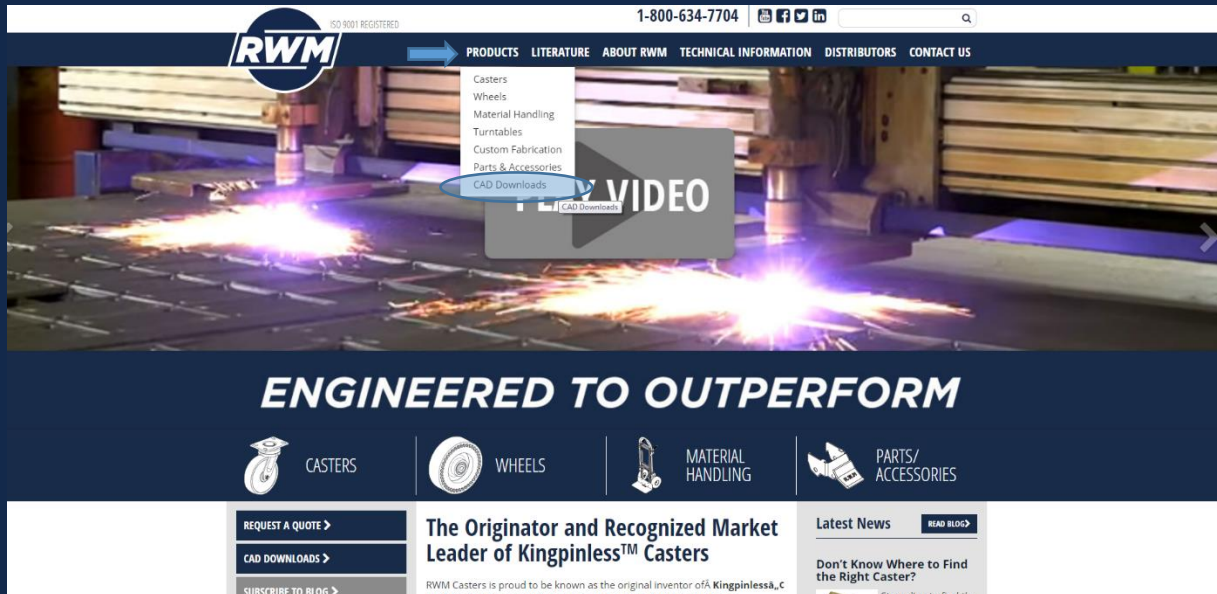 ISO 9001 REGISTERED
1-800-634-7704
RWM
PRODUCTS LITERATURE ABOUT RWM TECHNICAL INFORMATION DISTRIBUTORS CONTACT US
Casters
Wheels
Material Handling
Turntables
Custom Fabrication
Parts & Accessories
CAD Downloads
CAD Downloads
PLAY VIDEO
ENGINEERED TO OUTPERFORM
CASTERS
WHEELS
MATERIAL
HANDLING
PARTS/
ACCESSORIES
REQUEST A QUOTE
CAD DOWNLOADS
SUBSCRIBE TO BLOG
The Originator and Recognized Market
Leader of Kingpinless™ Casters
RWM Casters is proud to be known as the original inventor ofÂ Kingpinlessâ„¢
Latest News
READ BLOG
Don't Know Where to Find
the Right Caster?